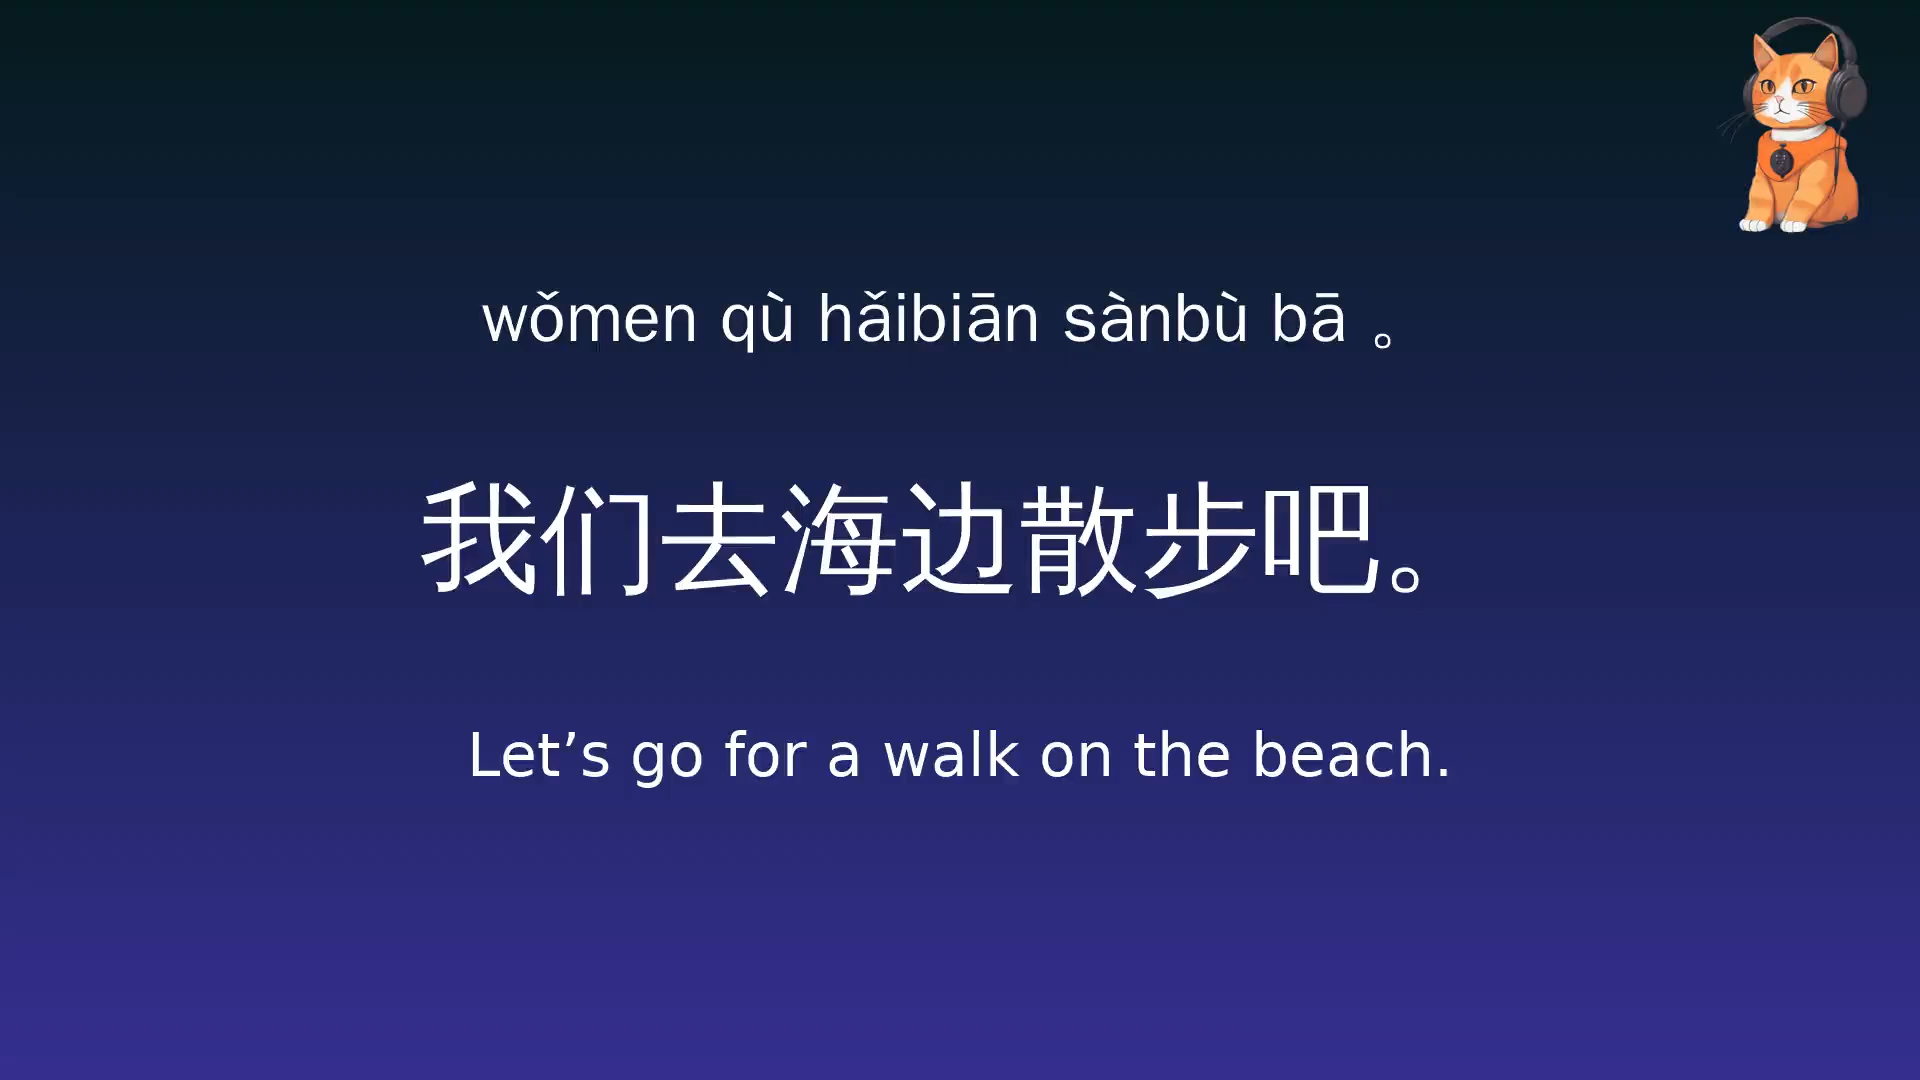 wǒmen qù hǎibiān sànbù bā 。
我们去海边散步吧。
Let’s go for a walk on the beach.